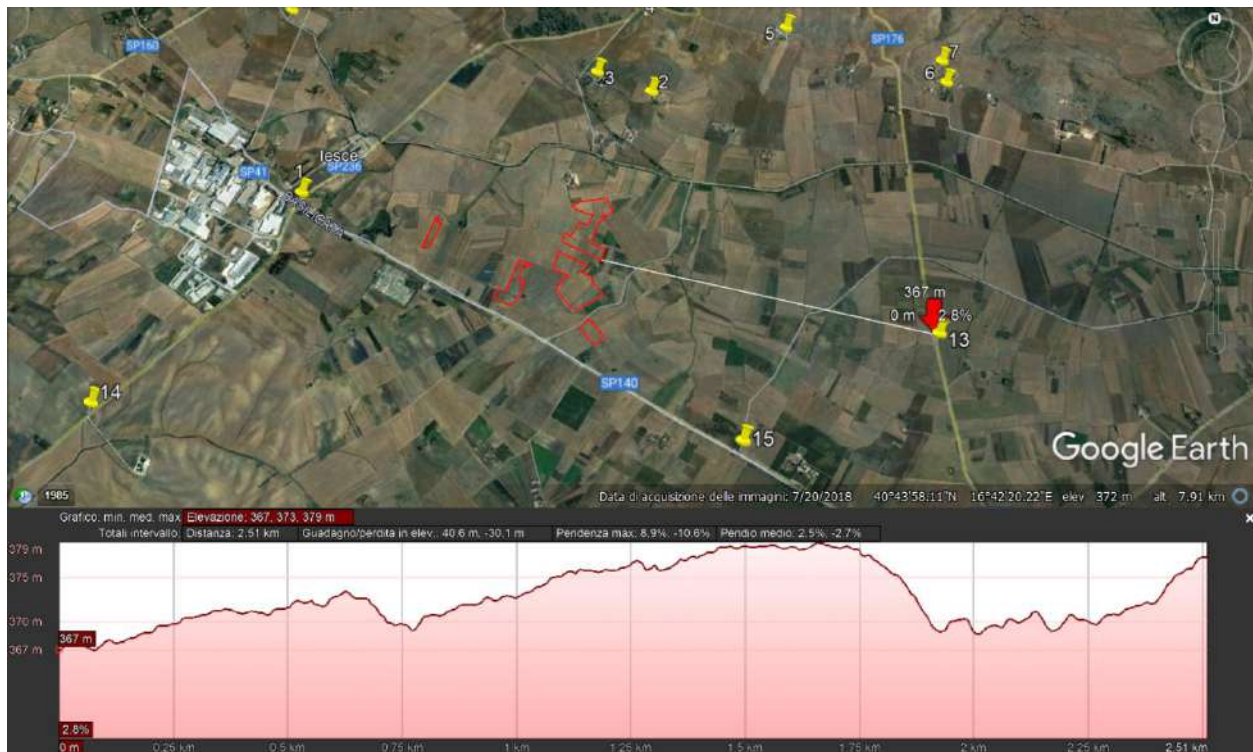 SP160
5
SP176
7
6
3
2
1
Iesce
SP41
SP236
367 m
0 m 2.8%
13
SP140
14
15
Google Earth
1985
Data di acquisizione delle immagini: 7/20/2018 40°43'58.11"N 16°42'20.22"E elev 372 m alt 7.91 km
Grafico: min. med. max Elevazione: 367, 373, 379 m
Totali intervallo: Distanza: 2.51 km Guadagno/perdita in elev.: 40.6 m, -30.1 m Pendenza max: 8.9%, -10.6% Pendio medio: 2.5%, -2.7%
379 m
375 m
370 m
367 m
367 m
2.8%
0 m 0.25 km 0.5 km 0.75 km 1 km 1.25 km 1.5 km 1.75 km 2 km 2.25 km 2.51 km